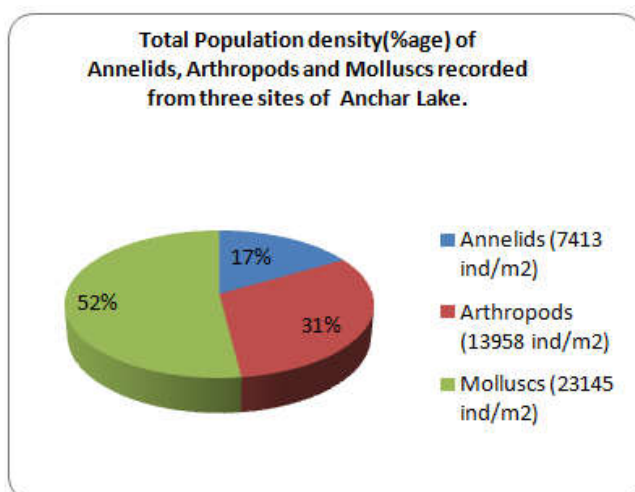 Total Population density(%age) of
Annelids, Arthropods and Molluscs recorded
from three sites of Anchar Lake.
17%
52%
31%
Annelids (7413
ind/m2)
Arthropods
(13958 ind/m2)
Molluscs (23145
ind/m2)